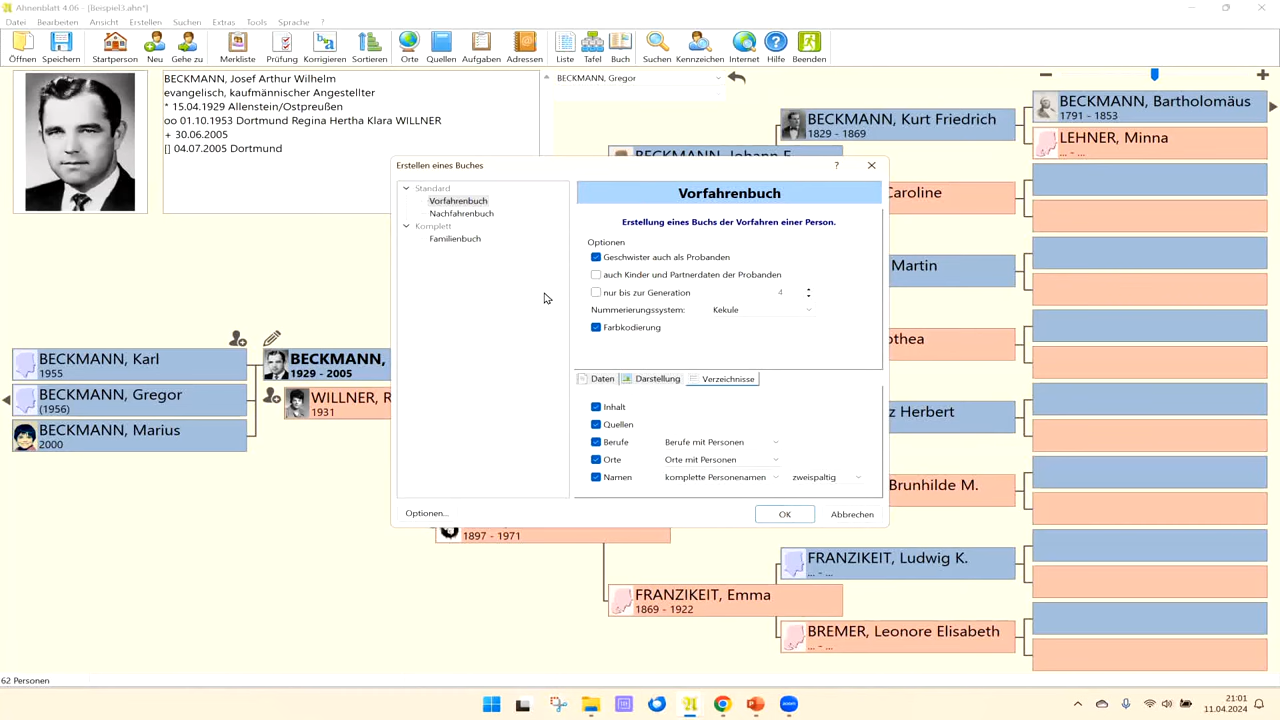 Ahnenblatt 4.06 - [Beispiel3.ahn*]
Datei Bearbeiten Ansicht Erstellen Suchen Extras Tools Sprache ?
Öffnen Speichern Startperson Neu Gehe zu Merkliste Prüfung Korrigieren Sortieren Orte Quellen Aufgaben Adressen Liste Tafel Buch Suchen Kennzeichen Internet Hilfe Beenden
BECKMANN, Josef Arthur Wilhelm
evangelisch, kaufmännischer Angestellter
* 15.04.1929 Allenstein/Ostpreußen
oo 01.10.1953 Dortmund Regina Hertha Klara WILLNER
+ 30.06.2005
[] 04.07.2005 Dortmund
BECKMANN, Gregor
BECKMANN, Kurt Friedrich
1829 - 1869
BECKMANN, Bartholomäus
1791 - 1853
LEHNER, Minna
... - ...
BECKMANN, Johann F.
Caroline
Martin
othea
z Herbert
Brunhilde M.
BECKMANN, Karl
1955
BECKMANN, Gregor
(1956)
BECKMANN, Marius
2000
BECKMANN,
1929 - 2005
WILLNER, R
1931
1897 - 1971
FRANZIKEIT, Ludwig K.
... - ...
FRANZIKEIT, Emma
1869 - 1922
BREMER, Leonore Elisabeth
... - ...
Erstellen eines Buches ?
Standard
Vorfahrenbuch
Nachfahrenbuch
Komplett
Familienbuch
Vorfahrenbuch
Erstellung eines Buchs der Vorfahren einer Person.
Optionen
Geschwister auch als Probanden
auch Kinder und Partnerdaten der Probanden
nur bis zur Generation 4
Nummerierungssystem: Kekule
Farbkodierung
Daten Darstellung Verzeichnisse
Inhalt
Quellen
Berufe Berufe mit Personen
Orte Orte mit Personen
Namen komplette Personenamen zweispaltig
Optionen... OK Abbrechen
62 Personen
21:01
11.04.2024